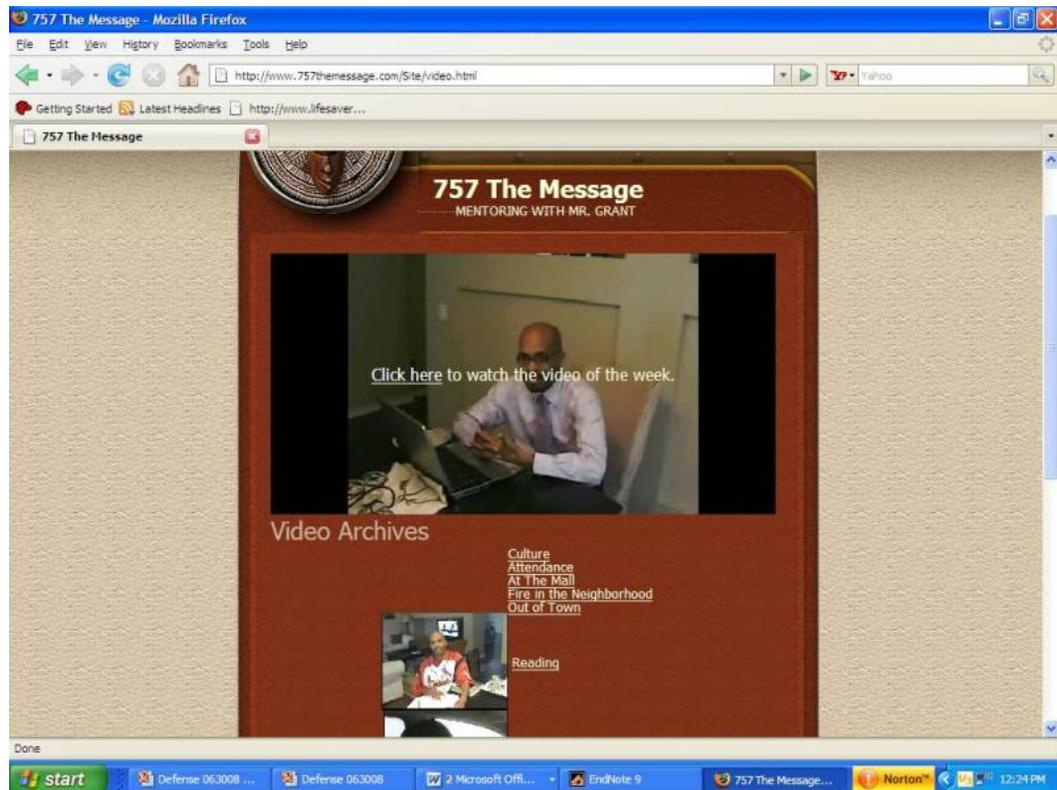 757 The Message - Mozilla Firefox
File Edit View History Bookmarks Tools Help
http://www.757themessage.com/Site/video.html
Yahoo
Getting Started Latest Headlines http://www.lifesaver...
757 The Message
757 The Message
MENTORING WITH MR. GRANT
Click here to watch the video of the week.
Video Archives
Culture
Attendance
At The Mall
Fire in the Neighborhood
Out of Town
Reading
Done
start Defense 063008 ... Defense 063008 2 Microsoft Offi... EndNote 9 757 The Message... Norton™ 12:24 PM